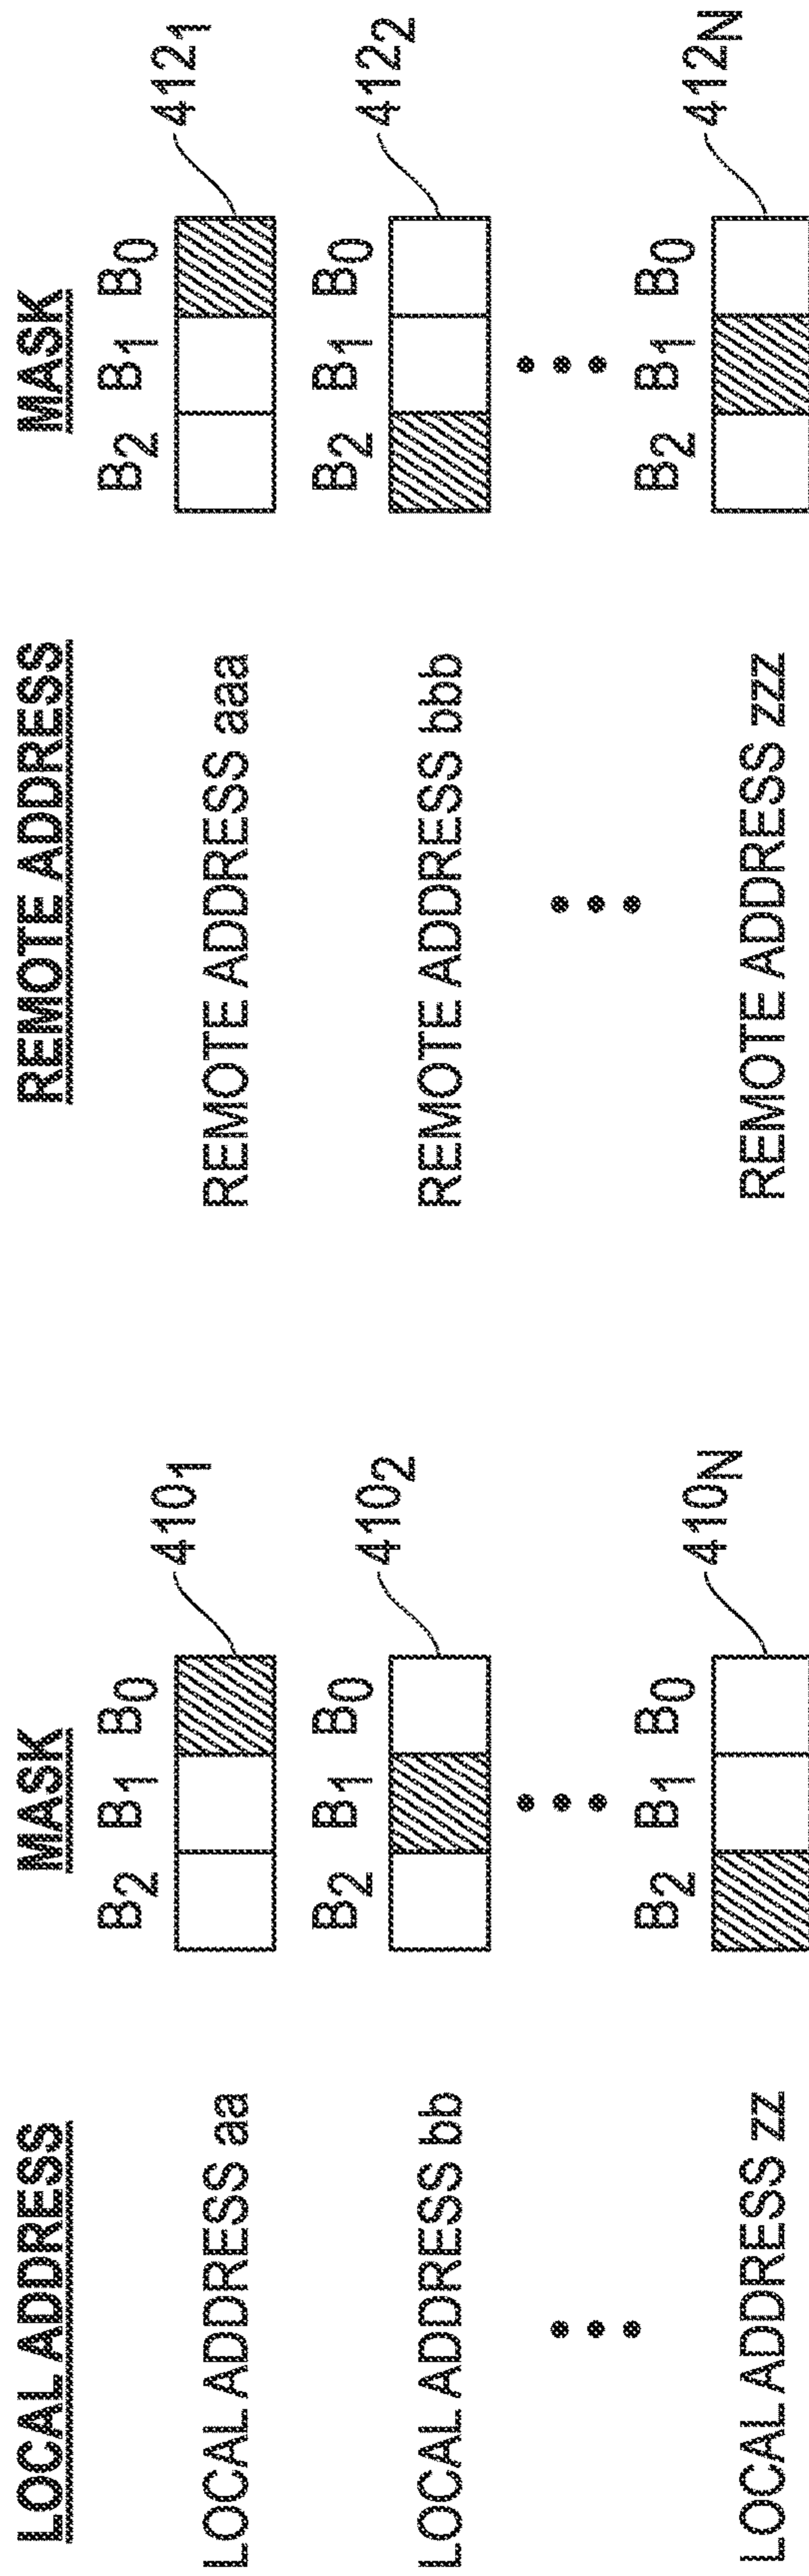 LOCAL ADDRESS MASK REMOTE ADDRESS MASK
B2 B1 B0 B2 B1 B0
LOCAL ADDRESS aa 4101 REMOTE ADDRESS aaa 4121
B2 B1 B0 B2 B1 B0
LOCAL ADDRESS bb 4102 REMOTE ADDRESS bbb 4122
B2 B1 B0 B2 B1 B0
LOCAL ADDRESS zz 410N REMOTE ADDRESS zzz 412N